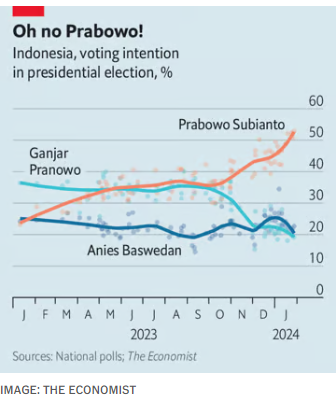 Oh no Prabowo!
Indonesia, voting intention
in presidential election, %
60
Prabowo Subianto
50
Ganjar
Pranowo
40
30
20
Anies Baswedan
10
0
J F M A M J J A S O N D J
2023 2024
Sources: National polls; The Economist
IMAGE: THE ECONOMIST